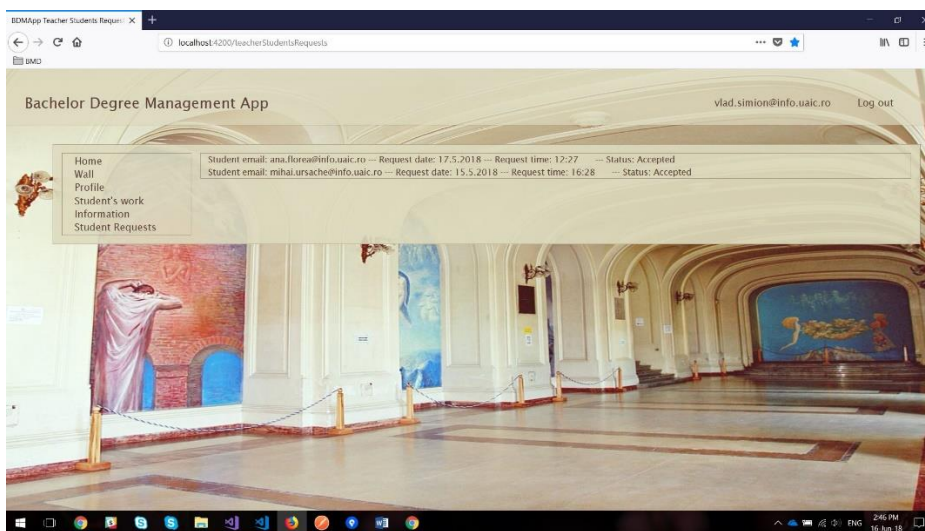 BDMApp Teacher Students Request
localhost:4200/teacherStudentsRequests
BMD
Bachelor Degree Management App
vlad.simion@info.uaic.ro
Log out
Home
Wall
Profile
Student's work
Information
Student Requests
Student email: ana.florea@info.uaic.ro --- Request date: 17.5.2018 --- Request time: 12:27 --- Status: Accepted
Student email: mihai.ursache@info.uaic.ro --- Request date: 15.5.2018 --- Request time: 16:28 --- Status: Accepted
ENG
2:46 PM
16-Jun-18